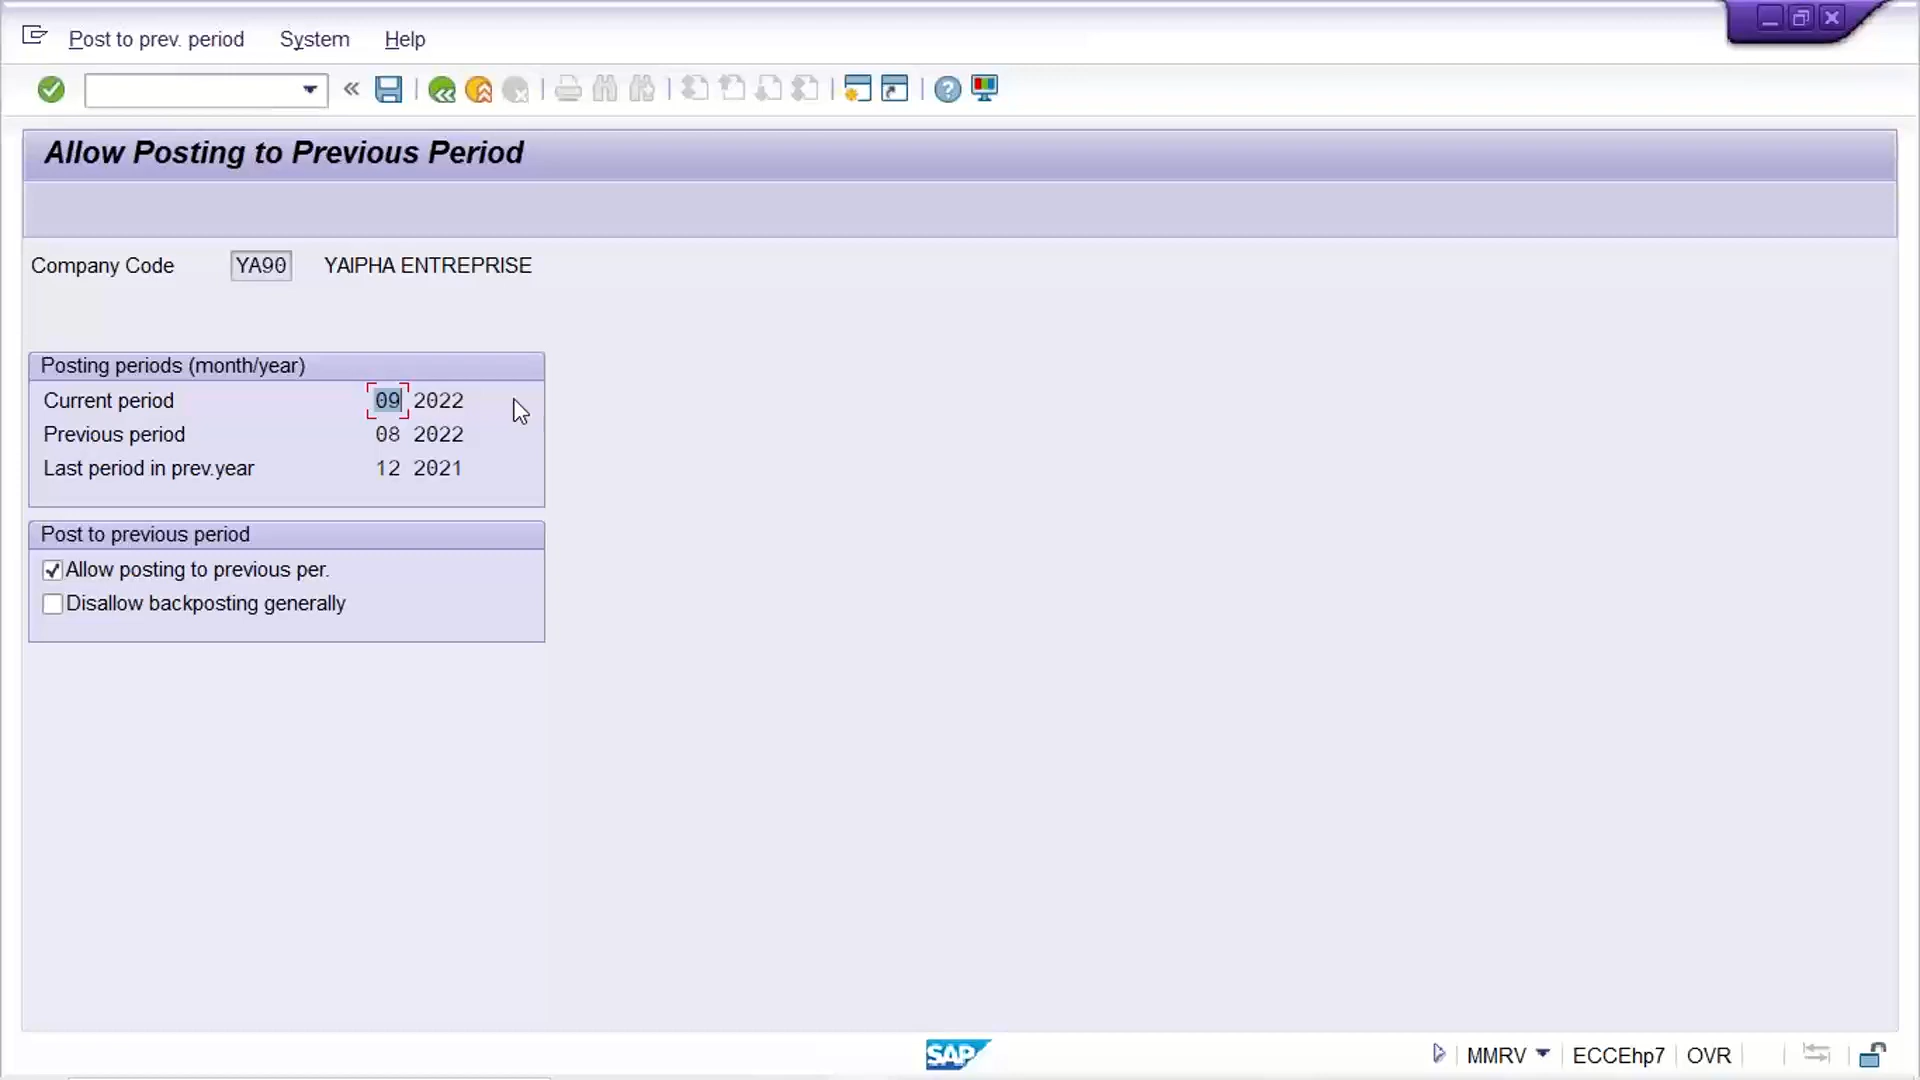 Post to prev. period System Help
Allow Posting to Previous Period
Company Code YA90 YAIPHA ENTREPRISE
Posting periods (month/year)
Current period 09 2022
Previous period 08 2022
Last period in prev.year 12 2021
Post to previous period
Allow posting to previous per.
Disallow backposting generally
SAP MMRV ECCEhp7 OVR